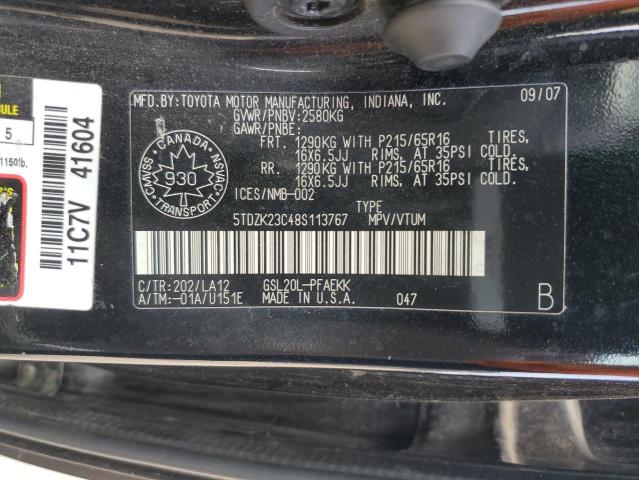 MFD.BY:TOYOTA MOTOR MANUFACTURING, INDIANA, INC. 09/07
GVWR/PNBV:2580KG
GAWR/PNBE:
FRT. 1290KG WITH P215/65R16 TIRES,
16X6.5JJ RIMS, AT 35PSI COLD.
RR. 1290KG WITH P215/65R16 TIRES,
16X6.5JJ RIMS, AT 35PSI COLD.
ICES/NMB-002
CANADA
CMVSS
NSVAC
930
TRANSPORT
TYPE
5TDZK23C48S113767 MPV/VTUM
C/TR:202/LA12 GSL20L-PFAEKK
A/TM:-01A/U151E MADE IN U.S.A. 047
B
11C7V 41604
5
1150lb.